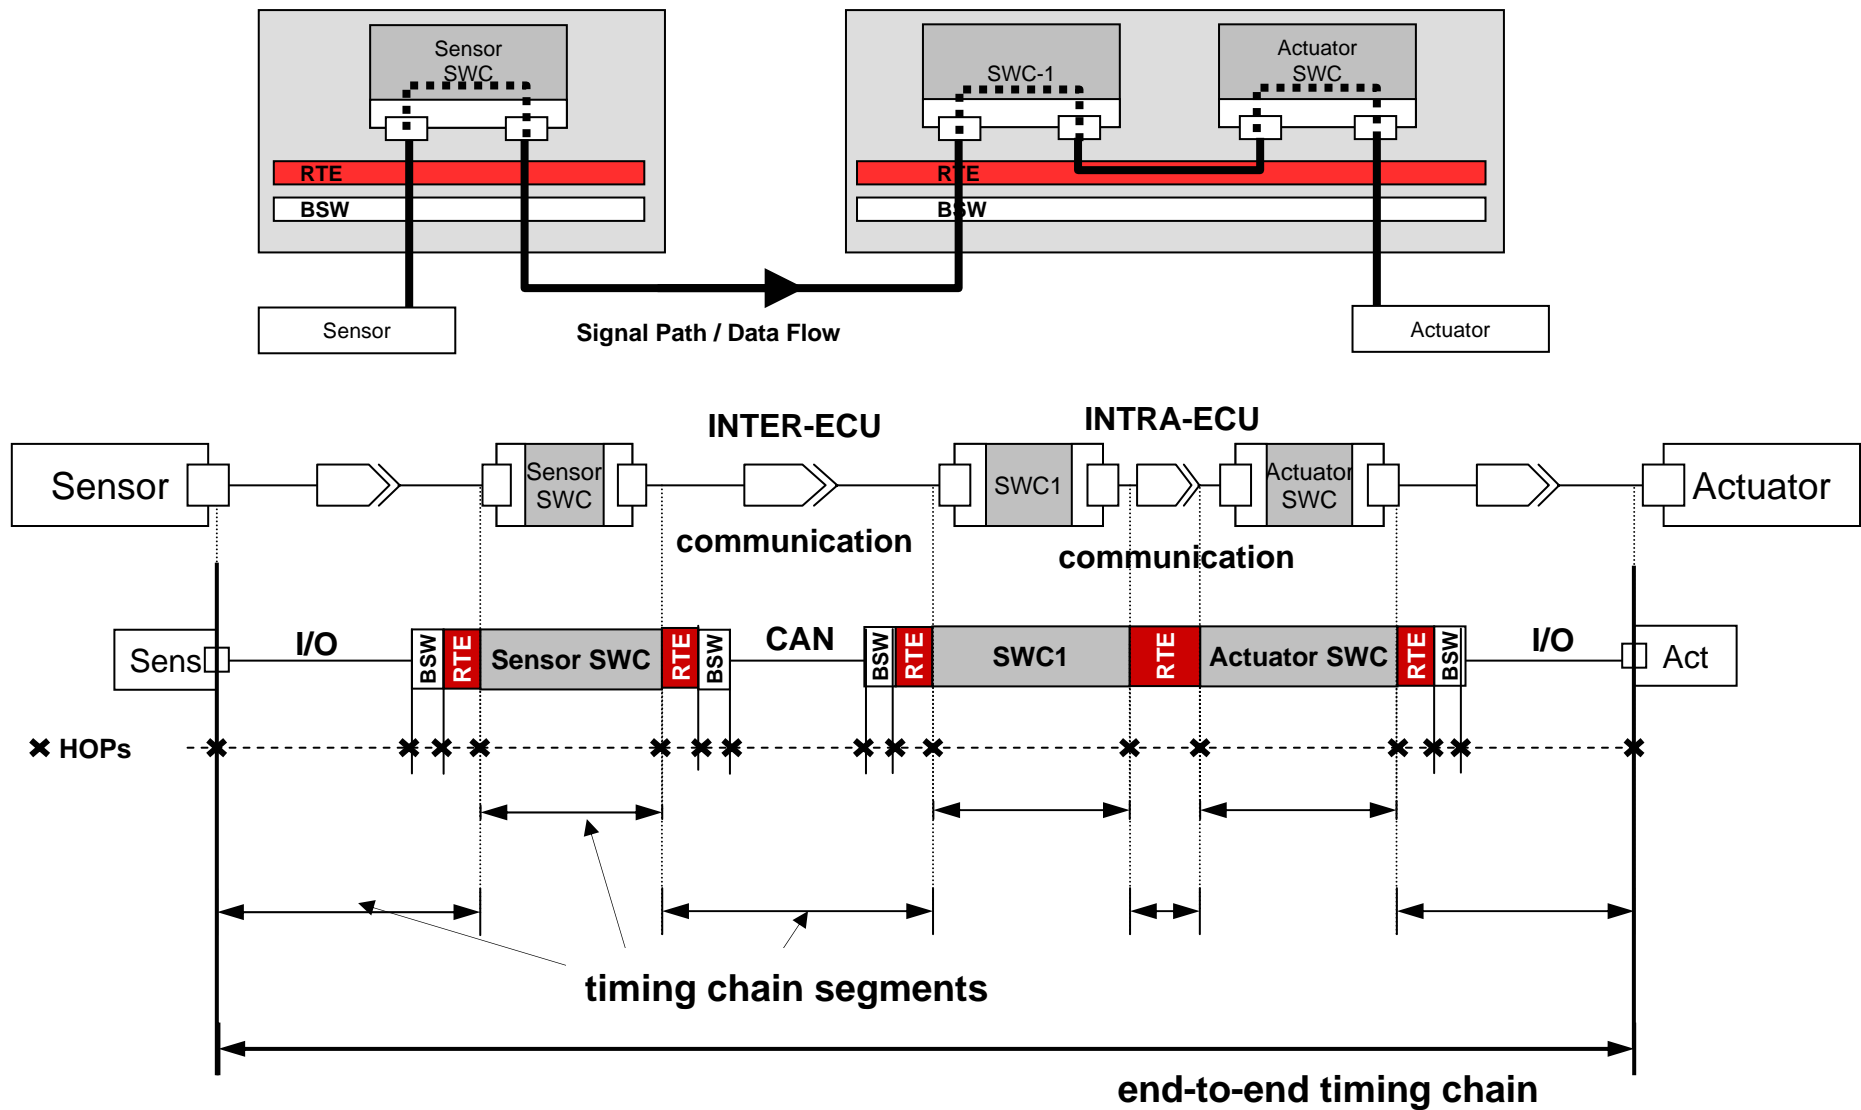 Sensor
SWC
SWC-1
Actuator
SWC
RTE
BSW
RTE
BSW
Sensor
Signal Path / Data Flow
Actuator
INTER-ECU
INTRA-ECU
Sensor
Sensor
SWC
SWC1
Actuator
SWC
Actuator
communication
communication
Sens
I/O
BSW
RTE
Sensor SWC
RTE
BSW
CAN
BSW
RTE
SWC1
RTE
Actuator SWC
RTE
BSW
I/O
Act
HOPs
timing chain segments
end-to-end timing chain